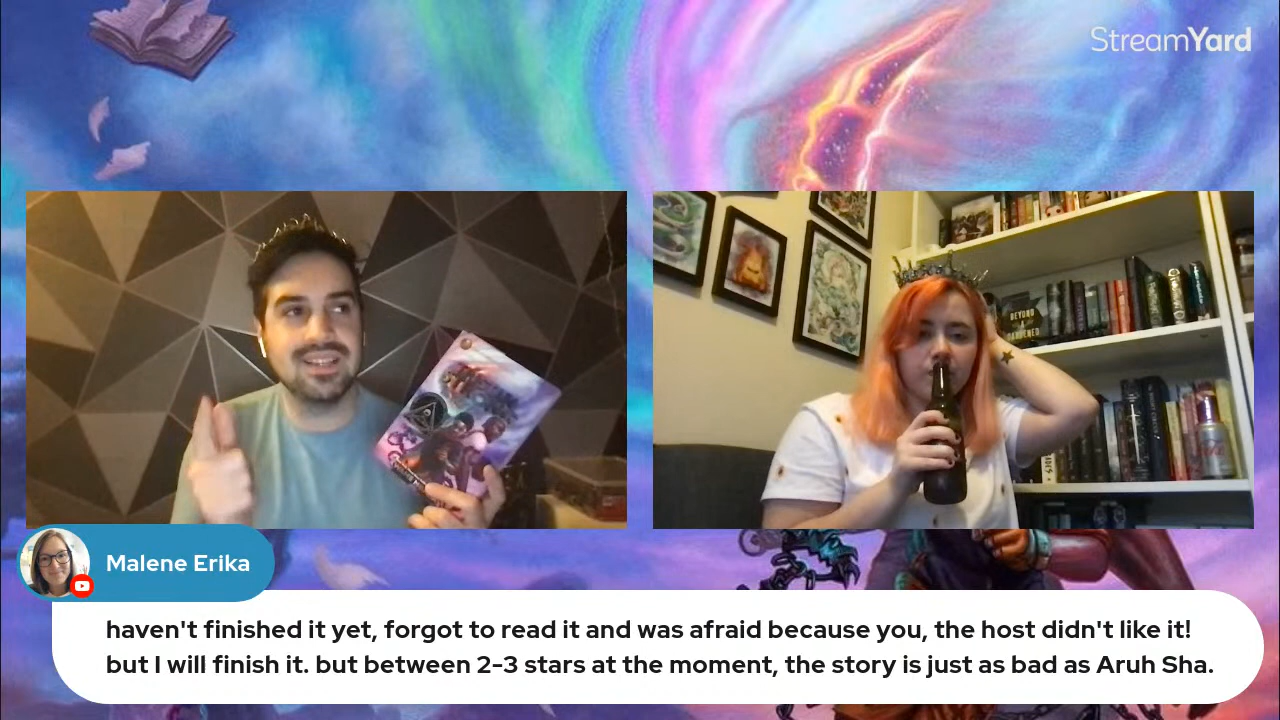 StreamYard
BEYOND
Malene Erika
haven't finished it yet, forgot to read it and was afraid because you, the host didn't like it!
but I will finish it. but between 2-3 stars at the moment, the story is just as bad as Aruh Sha.